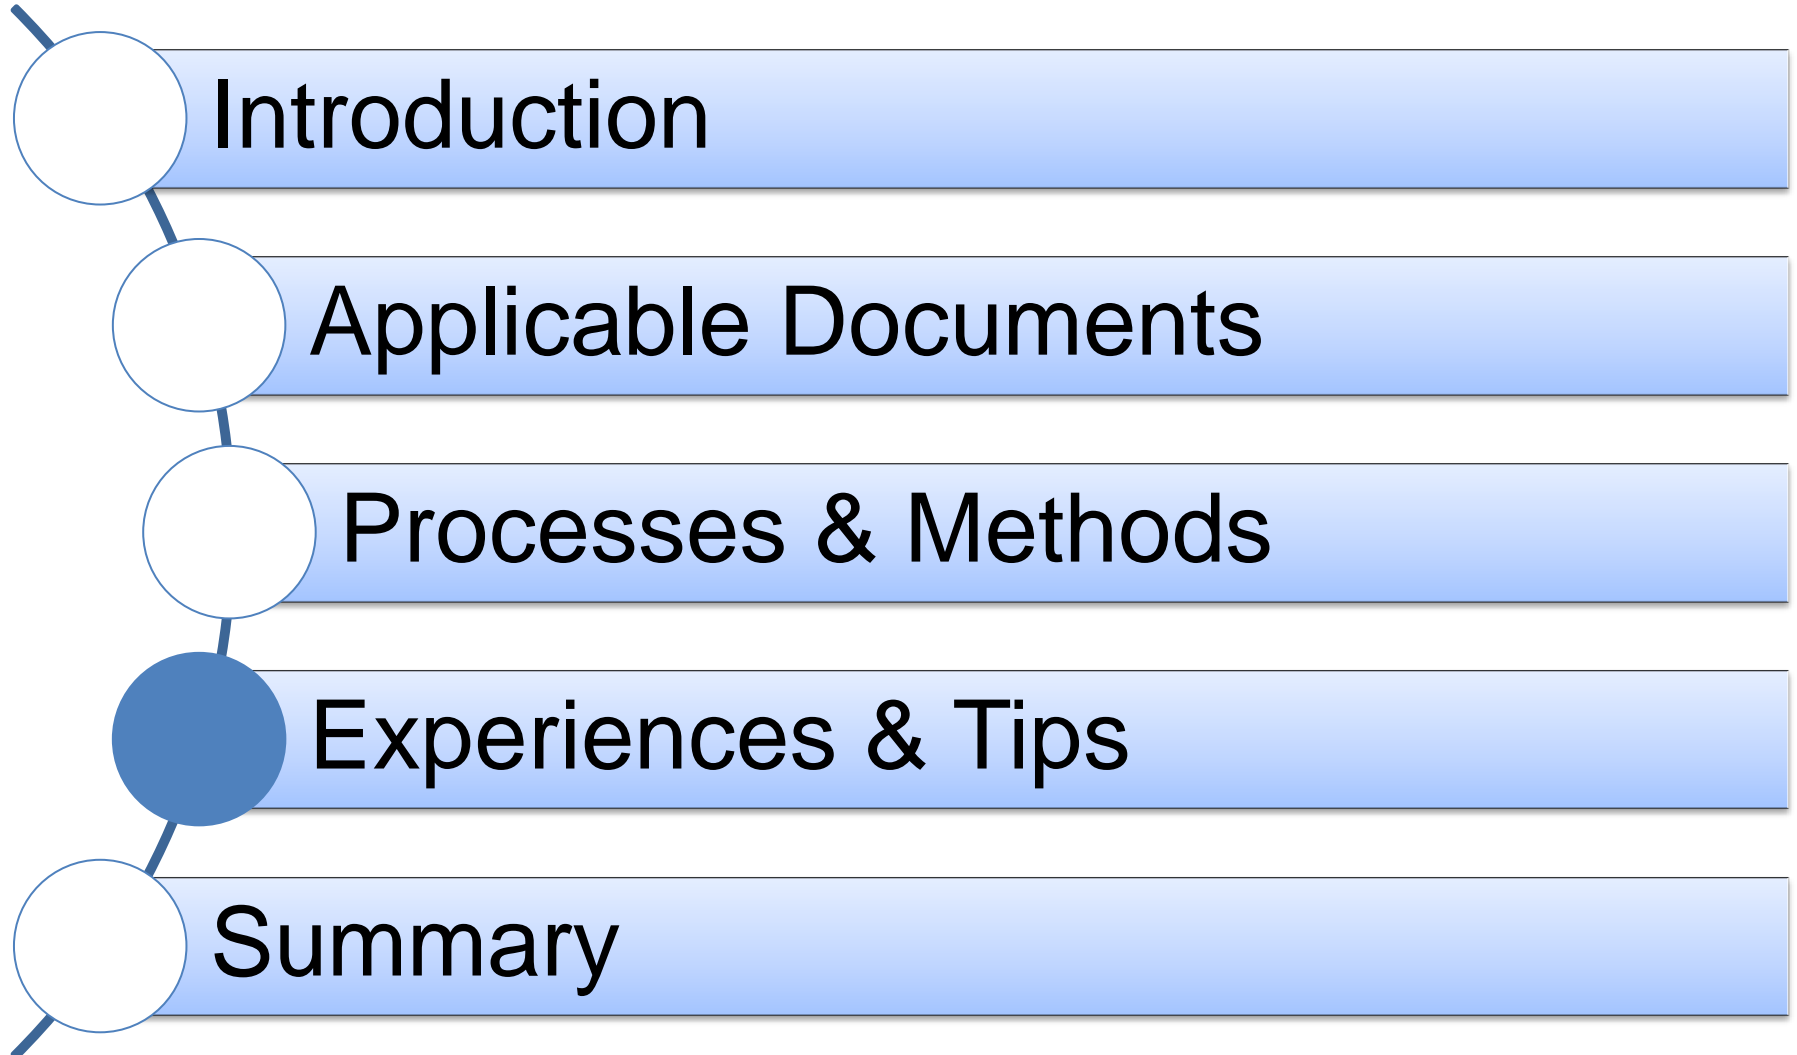 Introduction
Applicable Documents
Processes & Methods
Experiences & Tips
Summary